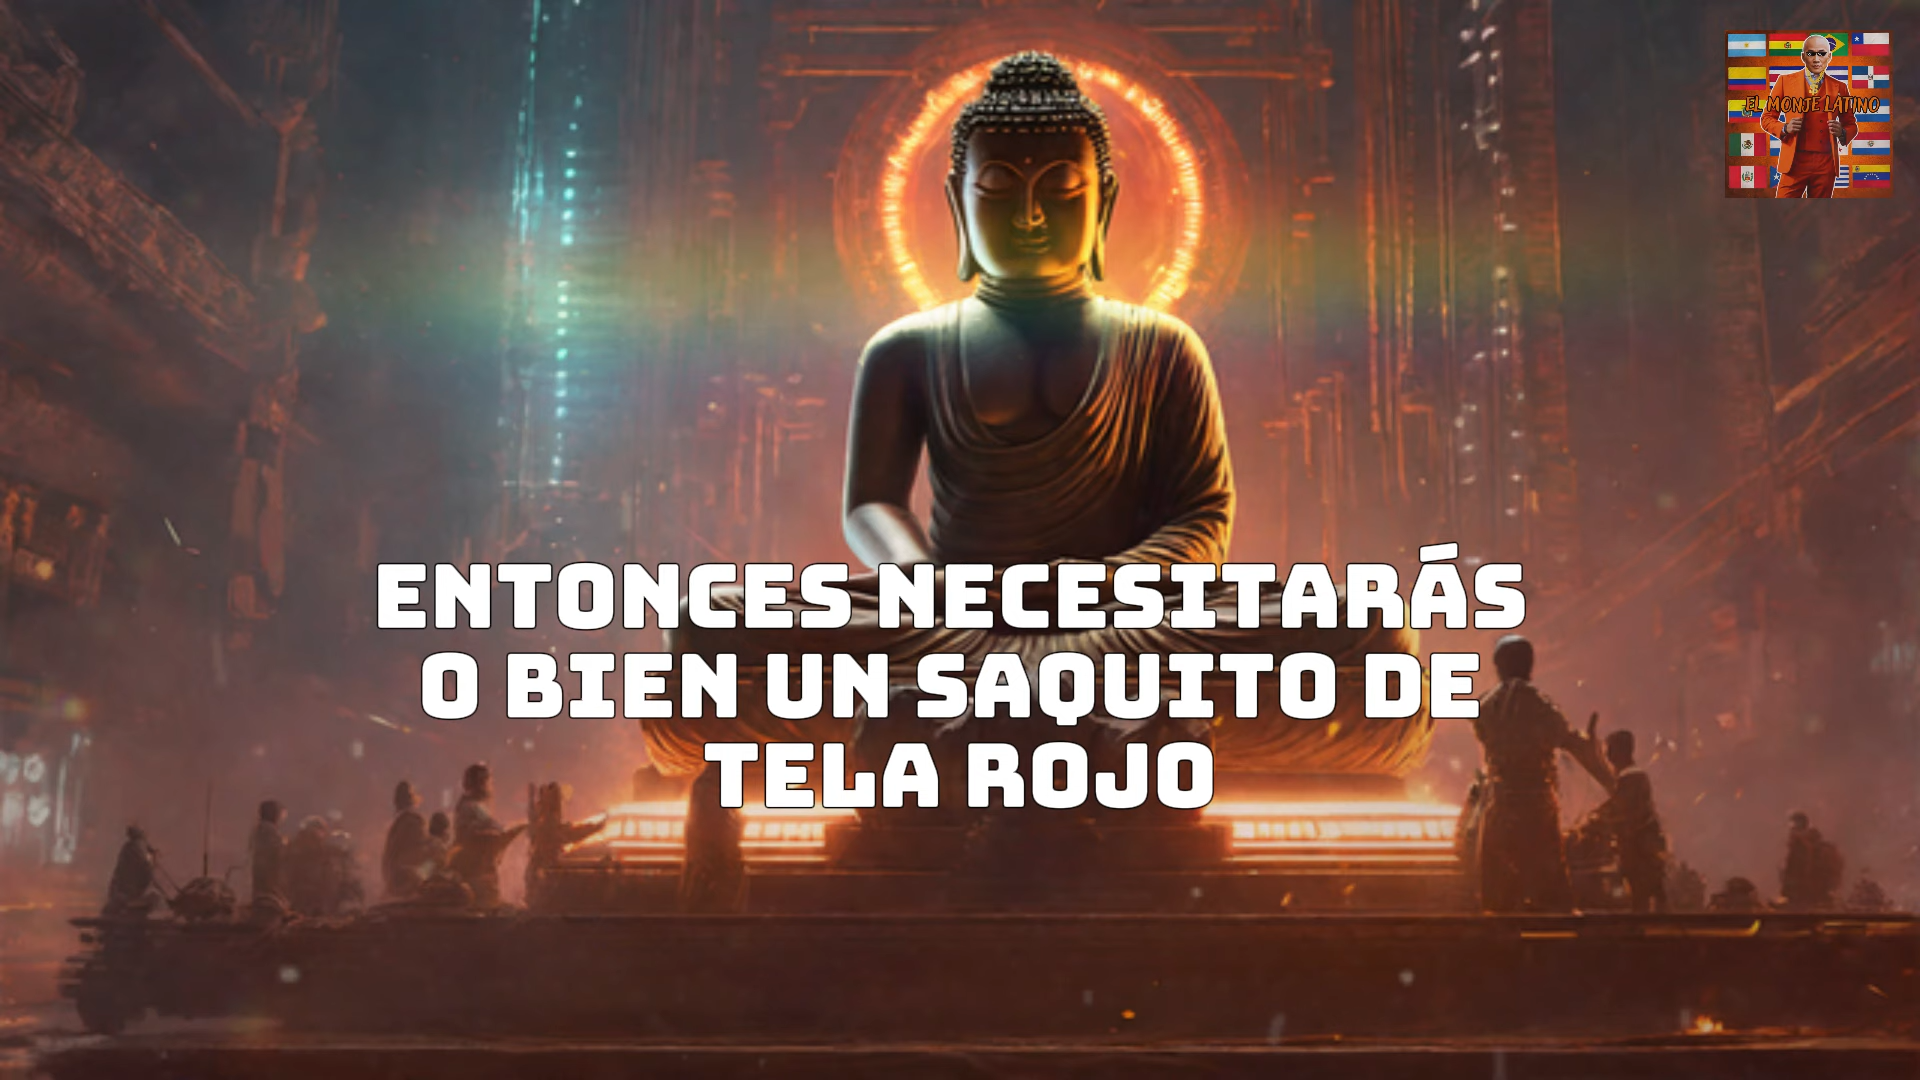 EL MONJE LATINO
ENTONCES NECESITARÁS
O BIEN UN SAQUITO DE
TELA ROJO